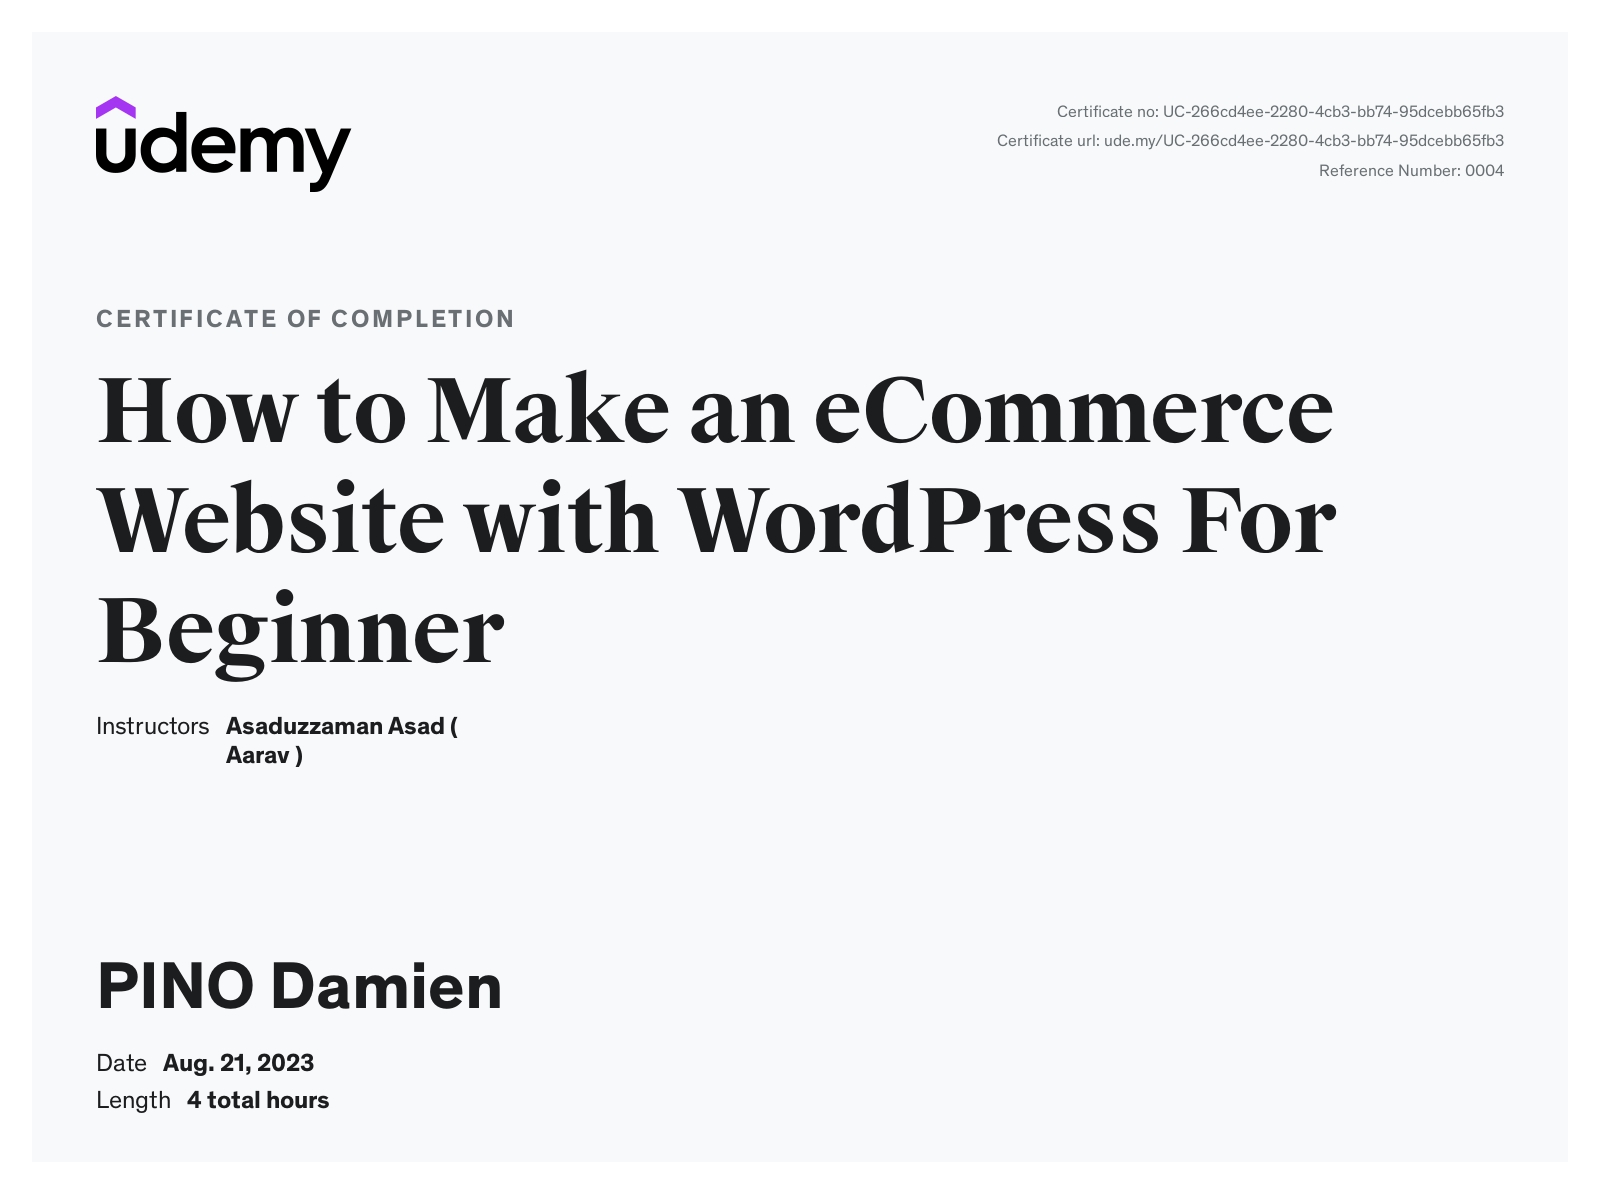 udemy
Certificate no: UC-266cd4ee-2280-4cb3-bb74-95dcebb65fb3
Certificate url: ude.my/UC-266cd4ee-2280-4cb3-bb74-95dcebb65fb3
Reference Number: 0004
CERTIFICATE OF COMPLETION
How to Make an eCommerce
Website with WordPress For
Beginner
Instructors Asaduzzaman Asad (
Aarav )
PINO Damien
Date Aug. 21, 2023
Length 4 total hours